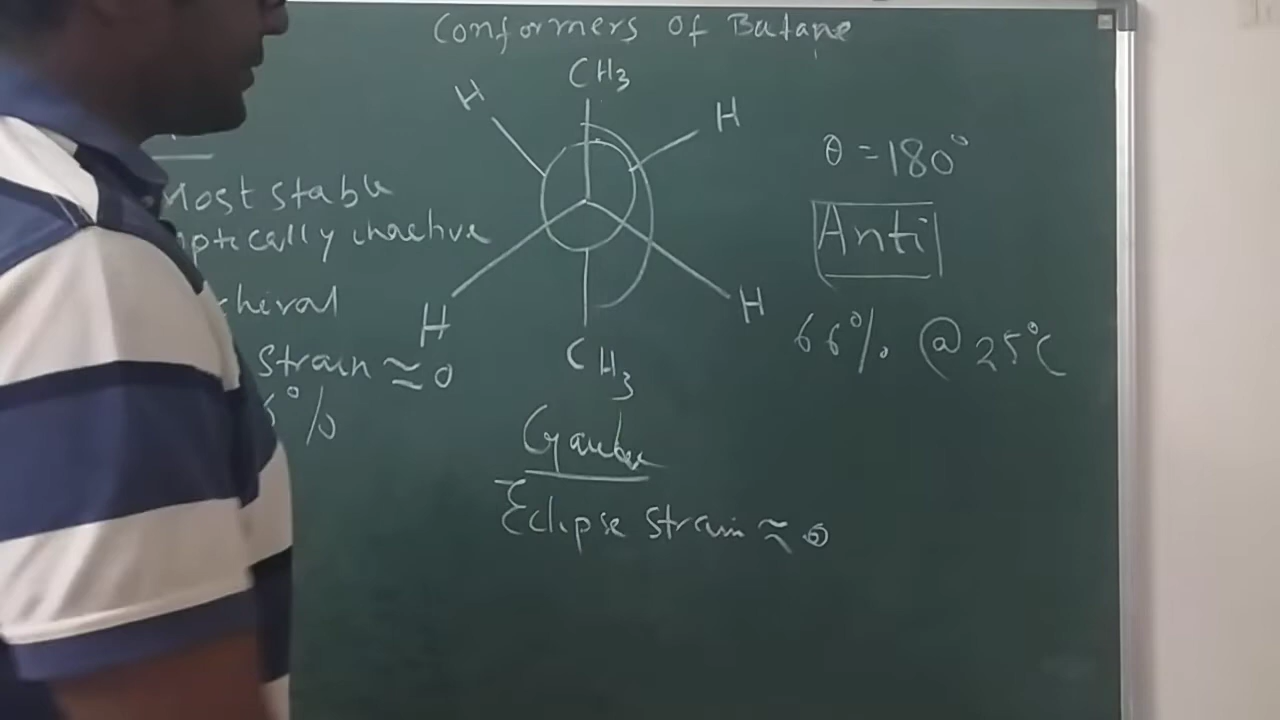 Conformers of Butane
CH3
H
H
θ = 180°
Most stable
Anti
optically inactive
chiral
H
H
66% @ 25°C
Strain ≈ 0
CH3
%
Gauche
Eclipse strain ≈ 0